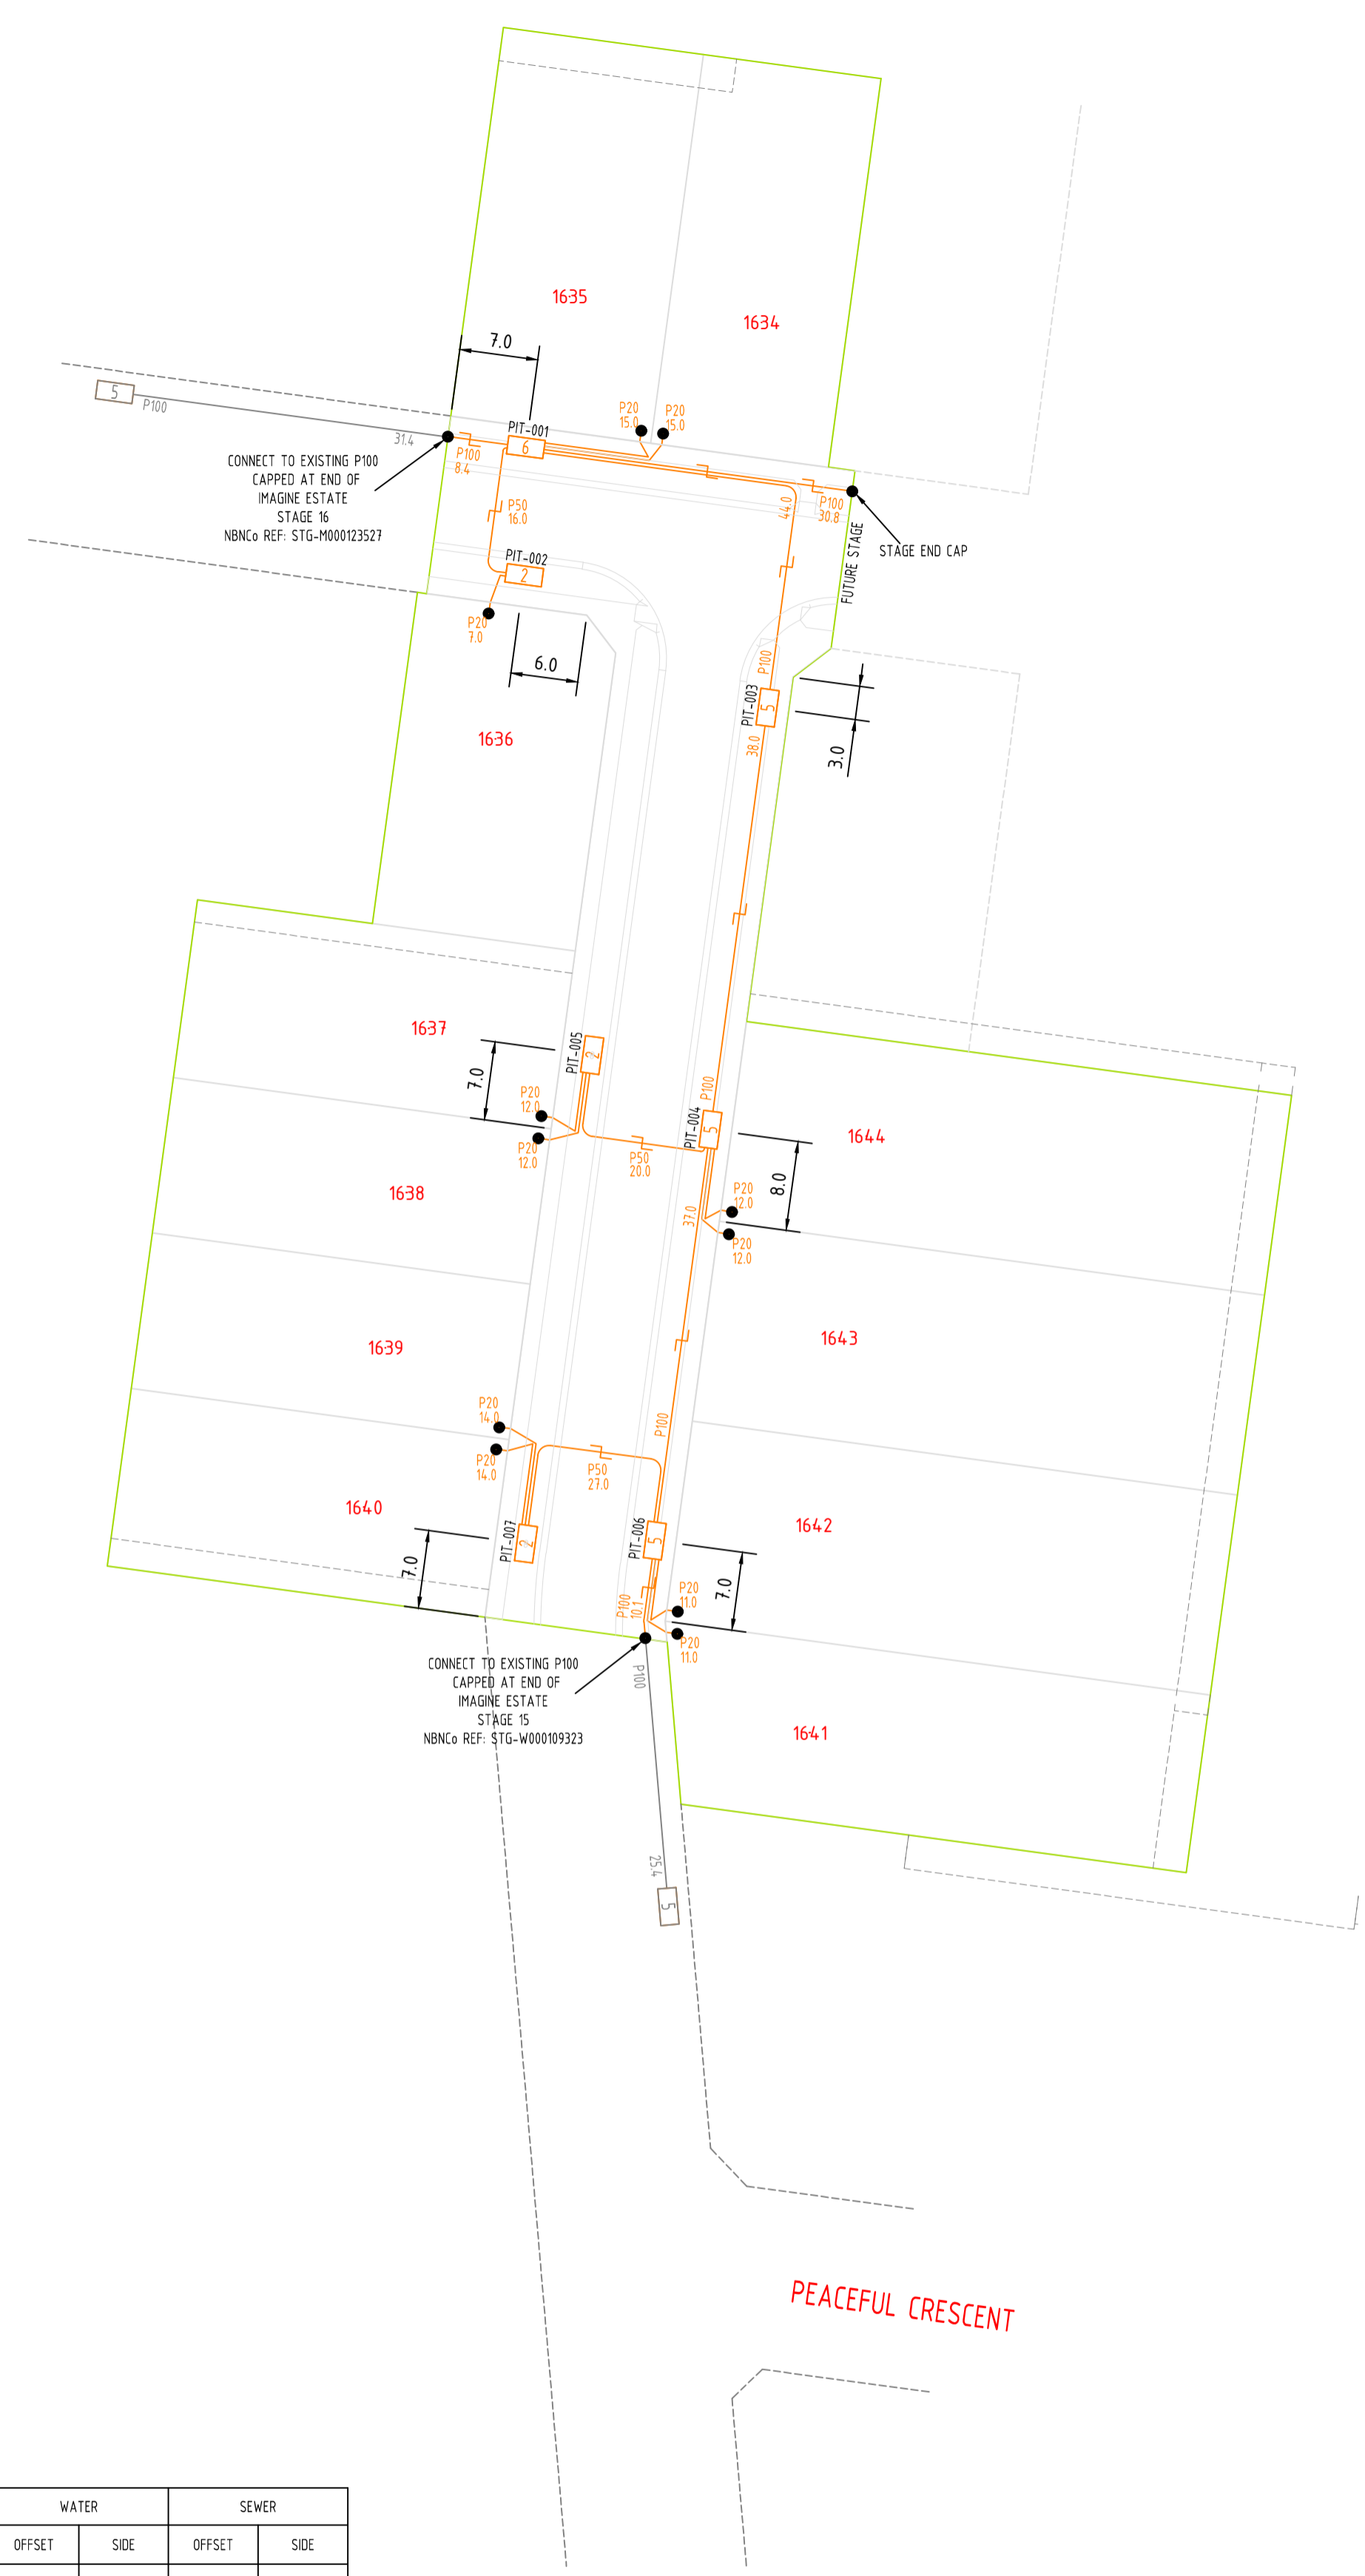 1635
1634
7.0
5
P100
31.4
P20
15.0
P20
15.0
PIT-001
6
P100
8.4
CONNECT TO EXISTING P100
CAPPED AT END OF
IMAGINE ESTATE
STAGE 16
NBNCo REF: STG-M000123527
P50
16.0
44.0
P100
30.8
STAGE END CAP
FUTURE STAGE
PIT-002
2
P20
7.0
6.0
P100
PIT-003
5
38.0
3.0
1636
1637
PIT-005
2
7.0
P20
12.0
P20
12.0
P100
PIT-004
5
P50
20.0
1644
8.0
P20
12.0
P20
12.0
37.0
1638
1643
1639
P20
14.0
P20
14.0
P100
P50
27.0
1640
PIT-007
2
7.0
PIT-006
5
1642
7.0
P100
10.1
P20
11.0
P20
11.0
CONNECT TO EXISTING P100
CAPPED AT END OF
IMAGINE ESTATE
STAGE 15
NBNCo REF: STG-W000109323
P100
1641
25.4
5
PEACEFUL CRESCENT
WATER
SEWER
OFFSET
SIDE
OFFSET
SIDE